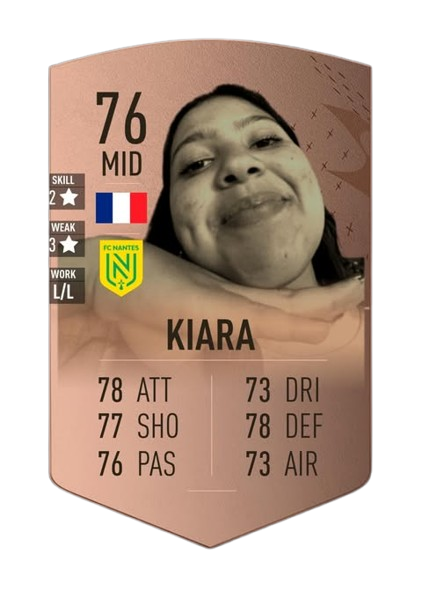 76
MID
SKILL
2 ★
WEAK
3 ★
WORK
L/L
FC NANTES
N
KIARA
78 ATT 73 DRI
77 SHO 78 DEF
76 PAS 73 AIR